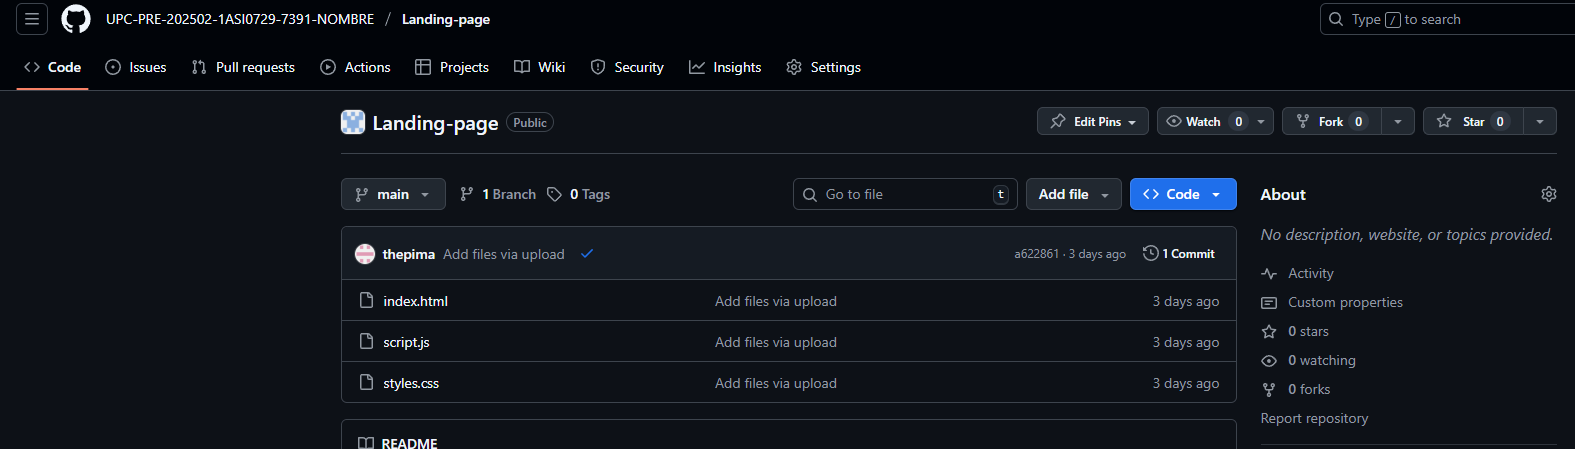 UPC-PRE-202502-1ASI0729-7391-NOMBRE / Landing-page
Type / to search
Code Issues Pull requests Actions Projects Wiki Security Insights Settings
Landing-page Public
Edit Pins Watch 0 Fork 0 Star 0
main 1 Branch 0 Tags
Go to file t Add file Code
About
No description, website, or topics provided.
thepima Add files via upload a622861 · 3 days ago 1 Commit
index.html Add files via upload 3 days ago
script.js Add files via upload 3 days ago
styles.css Add files via upload 3 days ago
README
Activity
Custom properties
0 stars
0 watching
0 forks
Report repository